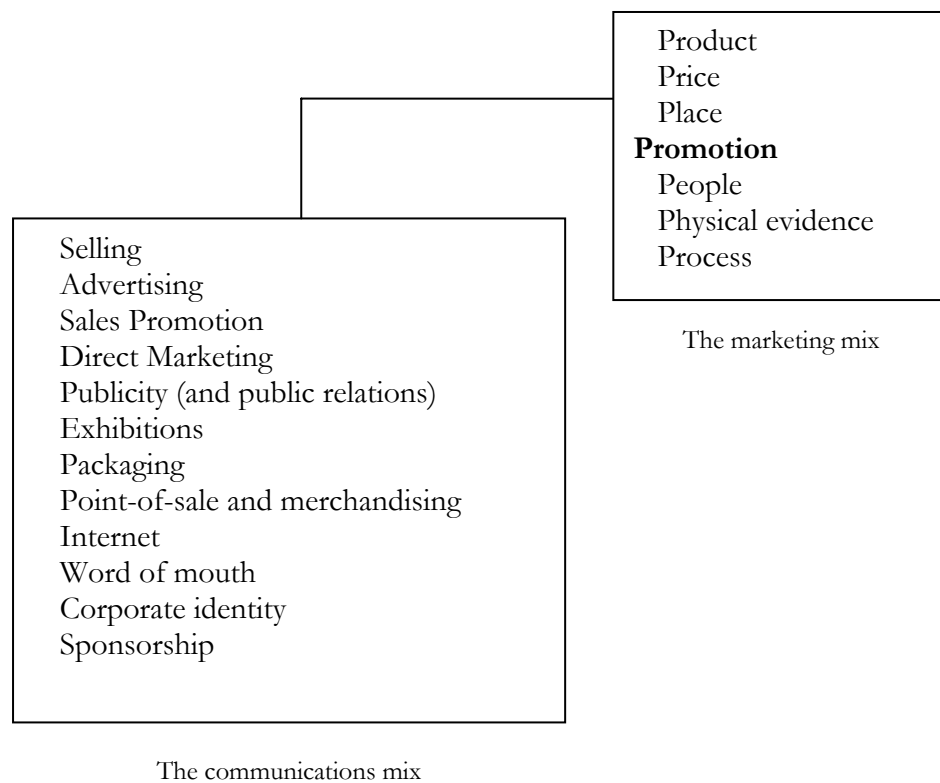 Product
Price
Place
Promotion
People
Physical evidence
Process
The marketing mix
Selling
Advertising
Sales Promotion
Direct Marketing
Publicity (and public relations)
Exhibitions
Packaging
Point-of-sale and merchandising
Internet
Word of mouth
Corporate identity
Sponsorship
The communications mix